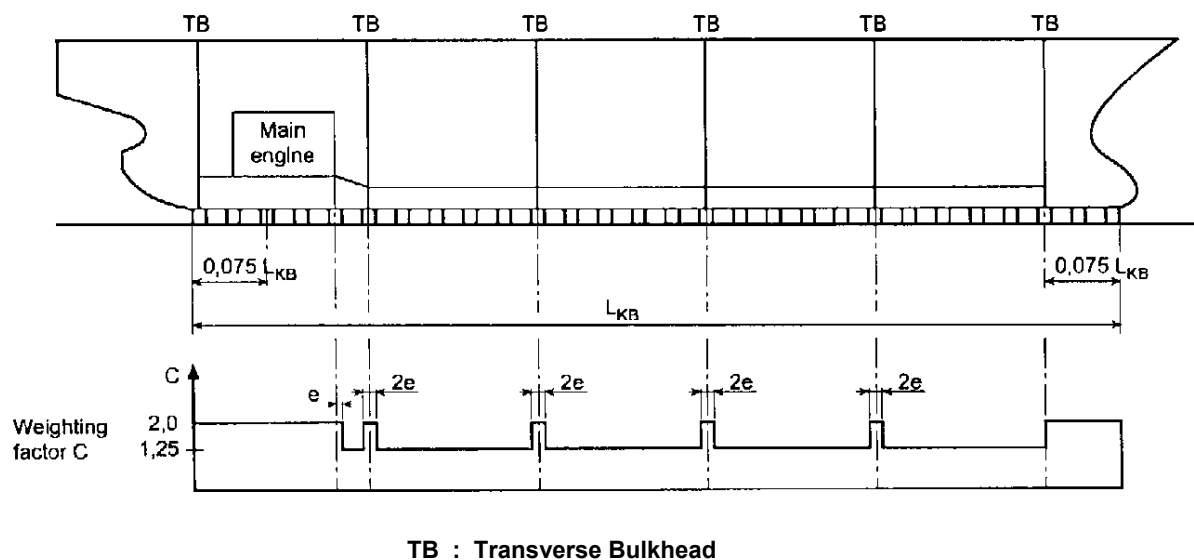 TB TB TB TB TB TB
Main
engine
0,075 L_KB 0,075 L_KB
L_KB
C
e 2e 2e 2e 2e
Weighting
factor C
2,0
1,25
TB : Transverse Bulkhead